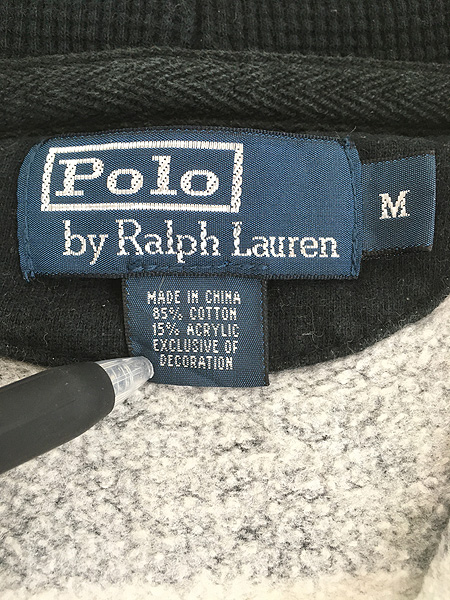 Polo
by Ralph Lauren
M
MADE IN CHINA
85% COTTON
15% ACRYLIC
EXCLUSIVE OF
DECORATION